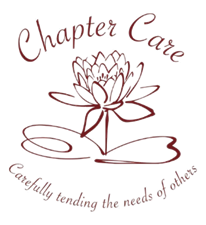 Chapter Care
Carefully tending the needs of others